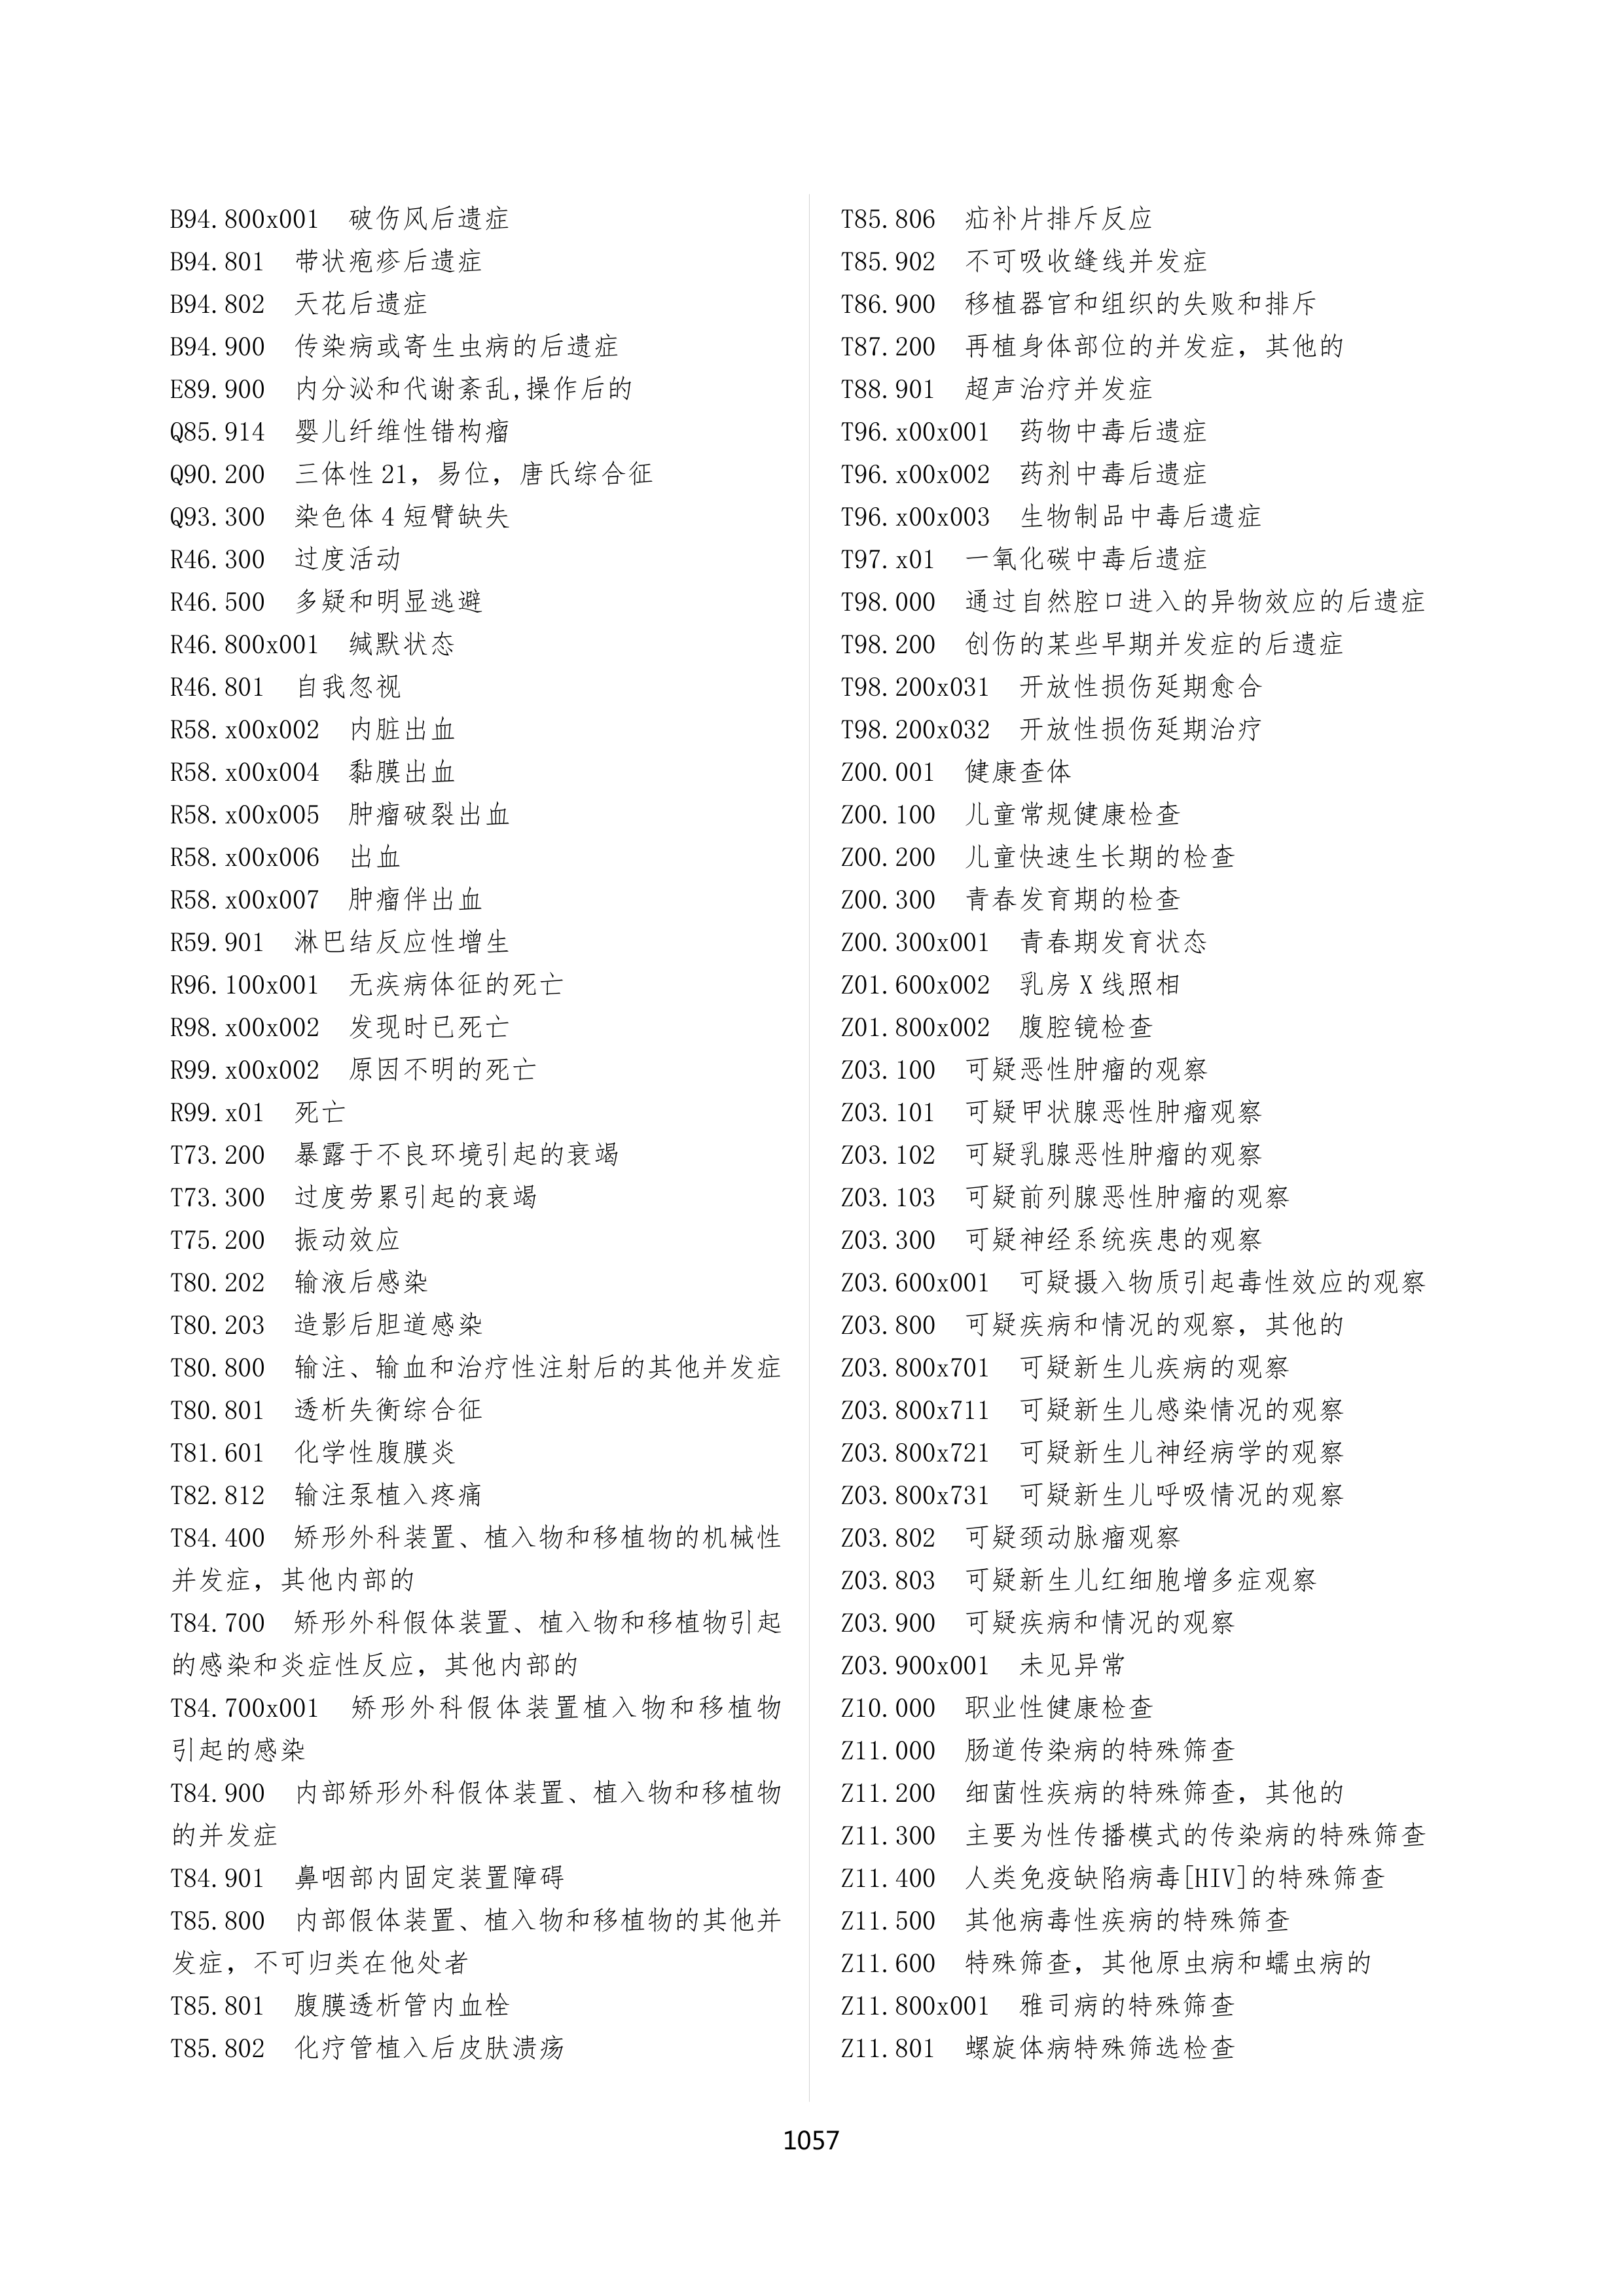 B94.800x001 破伤风后遗症
B94.801 带状疱疹后遗症
B94.802 天花后遗症
B94.900 传染病或寄生虫病的后遗症
E89.900 内分泌和代谢紊乱,操作后的
Q85.914 婴儿纤维性错构瘤
Q90.200 三体性 21，易位，唐氏综合征
Q93.300 染色体 4 短臂缺失
R46.300 过度活动
R46.500 多疑和明显逃避
R46.800x001 缄默状态
R46.801 自我忽视
R58.x00x002 内脏出血
R58.x00x004 黏膜出血
R58.x00x005 肿瘤破裂出血
R58.x00x006 出血
R58.x00x007 肿瘤伴出血
R59.901 淋巴结反应性增生
R96.100x001 无疾病体征的死亡
R98.x00x002 发现时已死亡
R99.x00x002 原因不明的死亡
R99.x01 死亡
T73.200 暴露于不良环境引起的衰竭
T73.300 过度劳累引起的衰竭
T75.200 振动效应
T80.202 输液后感染
T80.203 造影后胆道感染
T80.800 输注、输血和治疗性注射后的其他并发症
T80.801 透析失衡综合征
T81.601 化学性腹膜炎
T82.812 输注泵植入疼痛
T84.400 矫形外科装置、植入物和移植物的机械性
并发症，其他内部的
T84.700 矫形外科假体装置、植入物和移植物引起
的感染和炎症性反应，其他内部的
T84.700x001 矫形外科假体装置植入物和移植物
引起的感染
T84.900 内部矫形外科假体装置、植入物和移植物
的并发症
T84.901 鼻咽部内固定装置障碍
T85.800 内部假体装置、植入物和移植物的其他并
发症，不可归类在他处者
T85.801 腹膜透析管内血栓
T85.802 化疗管植入后皮肤溃疡
T85.806 疝补片排斥反应
T85.902 不可吸收缝线并发症
T86.900 移植器官和组织的失败和排斥
T87.200 再植身体部位的并发症，其他的
T88.901 超声治疗并发症
T96.x00x001 药物中毒后遗症
T96.x00x002 药剂中毒后遗症
T96.x00x003 生物制品中毒后遗症
T97.x01 一氧化碳中毒后遗症
T98.000 通过自然腔口进入的异物效应的后遗症
T98.200 创伤的某些早期并发症的后遗症
T98.200x031 开放性损伤延期愈合
T98.200x032 开放性损伤延期治疗
Z00.001 健康查体
Z00.100 儿童常规健康检查
Z00.200 儿童快速生长期的检查
Z00.300 青春发育期的检查
Z00.300x001 青春期发育状态
Z01.600x002 乳房 X 线照相
Z01.800x002 腹腔镜检查
Z03.100 可疑恶性肿瘤的观察
Z03.101 可疑甲状腺恶性肿瘤观察
Z03.102 可疑乳腺恶性肿瘤的观察
Z03.103 可疑前列腺恶性肿瘤的观察
Z03.300 可疑神经系统疾患的观察
Z03.600x001 可疑摄入物质引起毒性效应的观察
Z03.800 可疑疾病和情况的观察，其他的
Z03.800x701 可疑新生儿疾病的观察
Z03.800x711 可疑新生儿感染情况的观察
Z03.800x721 可疑新生儿神经病学的观察
Z03.800x731 可疑新生儿呼吸情况的观察
Z03.802 可疑颈动脉瘤观察
Z03.803 可疑新生儿红细胞增多症观察
Z03.900 可疑疾病和情况的观察
Z03.900x001 未见异常
Z10.000 职业性健康检查
Z11.000 肠道传染病的特殊筛查
Z11.200 细菌性疾病的特殊筛查，其他的
Z11.300 主要为性传播模式的传染病的特殊筛查
Z11.400 人类免疫缺陷病毒[HIV]的特殊筛查
Z11.500 其他病毒性疾病的特殊筛查
Z11.600 特殊筛查，其他原虫病和蠕虫病的
Z11.800x001 雅司病的特殊筛查
Z11.801 螺旋体病特殊筛选检查
1057